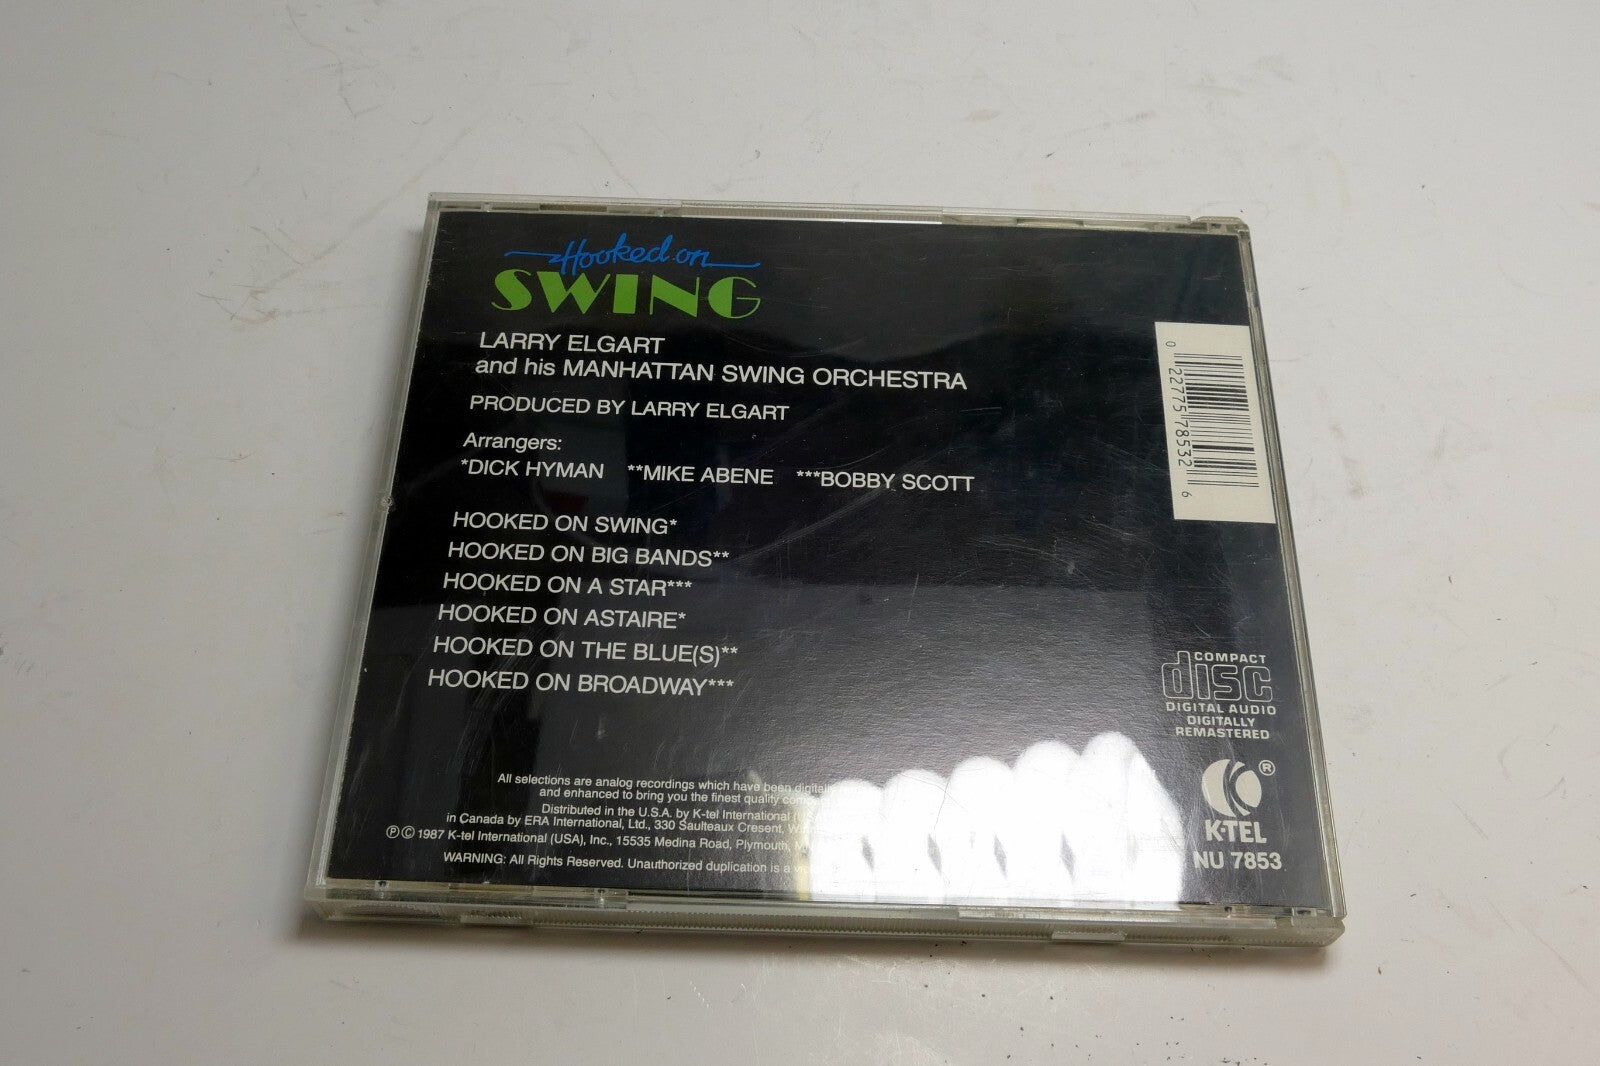 Hooked on
SWING
LARRY ELGART
and his MANHATTAN SWING ORCHESTRA
PRODUCED BY LARRY ELGART
Arrangers:
*DICK HYMAN **MIKE ABENE ***BOBBY SCOTT
HOOKED ON SWING*
HOOKED ON BIG BANDS**
HOOKED ON A STAR***
HOOKED ON ASTAIRE*
HOOKED ON THE BLUE(S)**
HOOKED ON BROADWAY***
0 22775 78532 6
COMPACT
disc
DIGITAL AUDIO
DIGITALLY
REMASTERED
K®
K-TEL
NU 7853
All selections are analog recordings which have been
and enhanced to bring you the finest quality
Distributed in the U.S.A. by K-tel International
in Canada by ERA International, Ltd., 330 Saulteaux Cresent,
℗© 1987 K-tel International (USA), Inc., 15535 Medina Road, Plymouth,
WARNING: All Rights Reserved. Unauthorized duplication is a